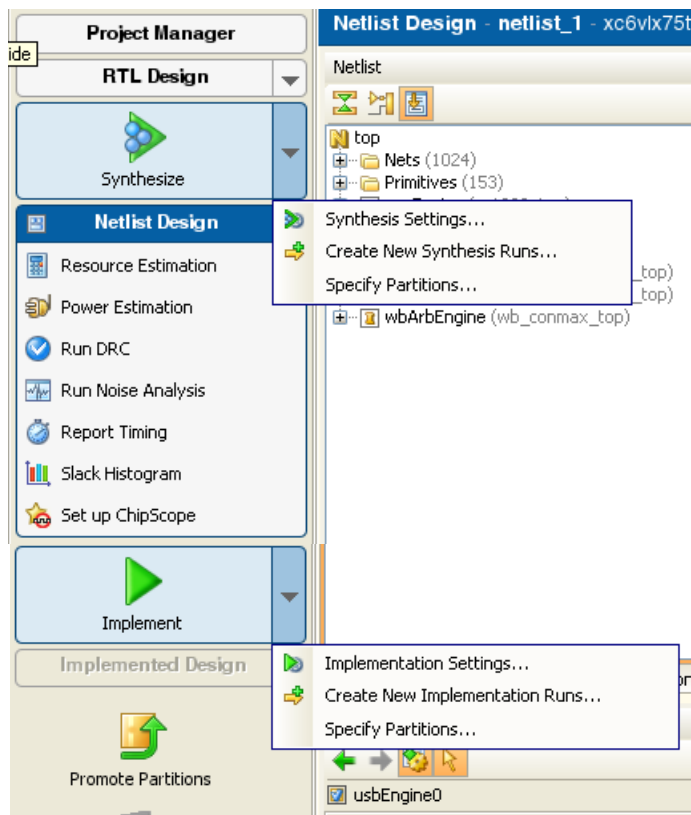 Project Manager
ide
RTL Design
Synthesize
Netlist Design
Resource Estimation
Power Estimation
Run DRC
Run Noise Analysis
Report Timing
Slack Histogram
Set up ChipScope
Implement
Implemented Design
Promote Partitions
Netlist Design - netlist_1 - xc6vlx75t
Netlist
top
Nets (1024)
Primitives (153)
Synthesis Settings...
Create New Synthesis Runs...
Specify Partitions...
_top)
_top)
wbArbEngine (wb_conmax_top)
Implementation Settings...
Create New Implementation Runs...
Specify Partitions...
usbEngine0